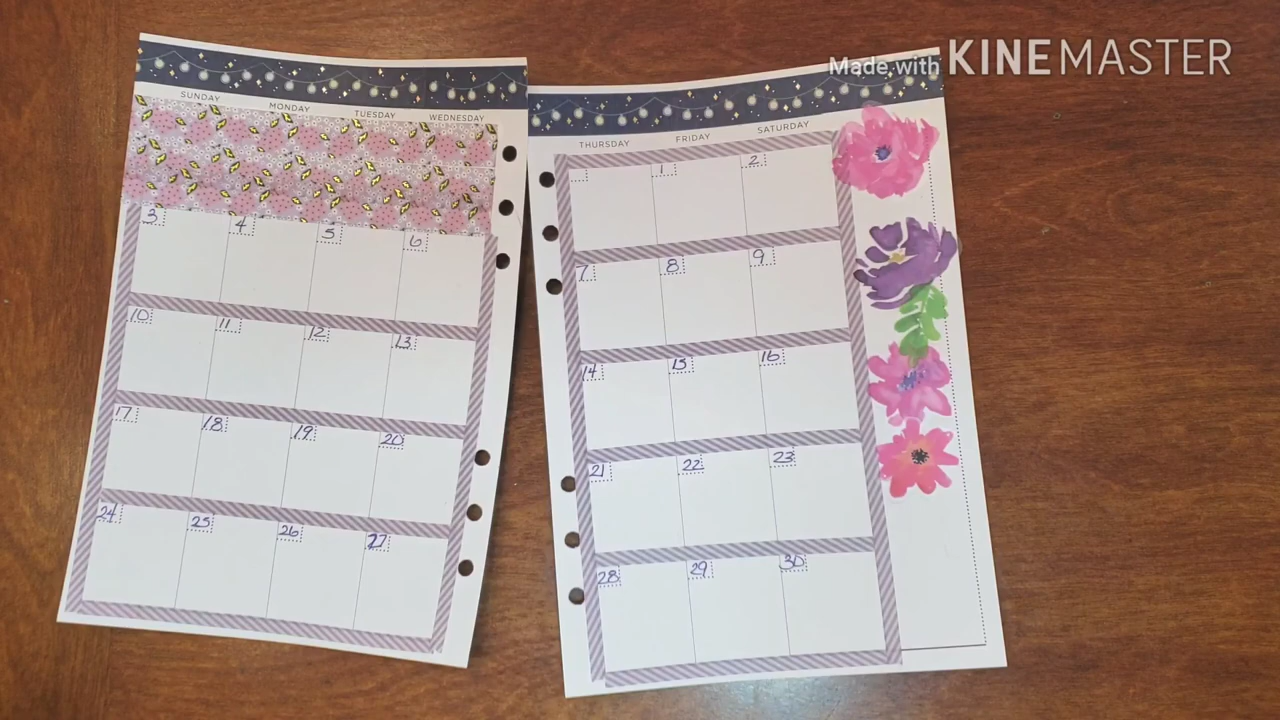 Made with KINEMASTER
SUNDAY MONDAY TUESDAY WEDNESDAY
3 4 5 6
10 11 12 13
17 18 19 20
24 25 26 27
THURSDAY FRIDAY SATURDAY
1 2
7 8 9
14 15 16
21 22 23
28 29 30